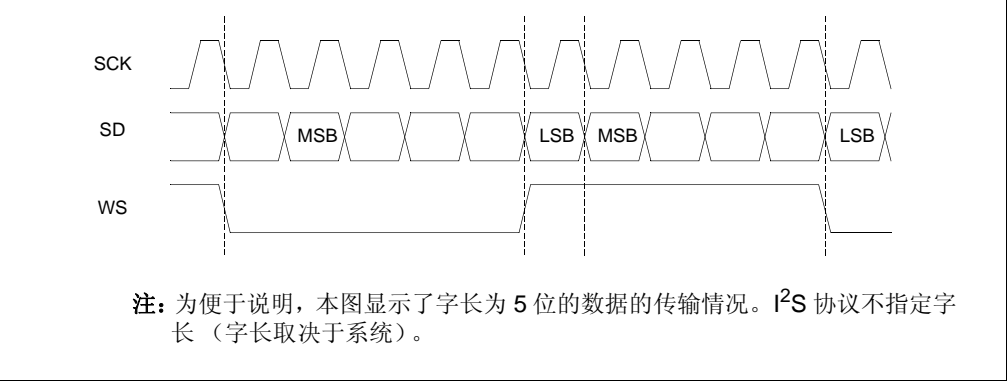 SCK
SD
MSB
LSB
MSB
LSB
WS
注：为便于说明，本图显示了字长为 5 位的数据的传输情况。I²S 协议不指定字
长 （字长取决于系统）。